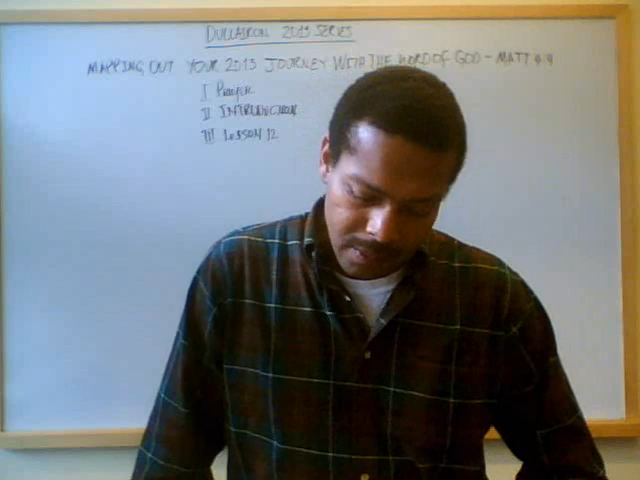 2013 SERIES
MAPPING OUT YOUR 2013 JOURNEY WITH THE WORD OF GOD - MATT 4:4
I Prayer
II INTRODUCTION
III LESSON 12